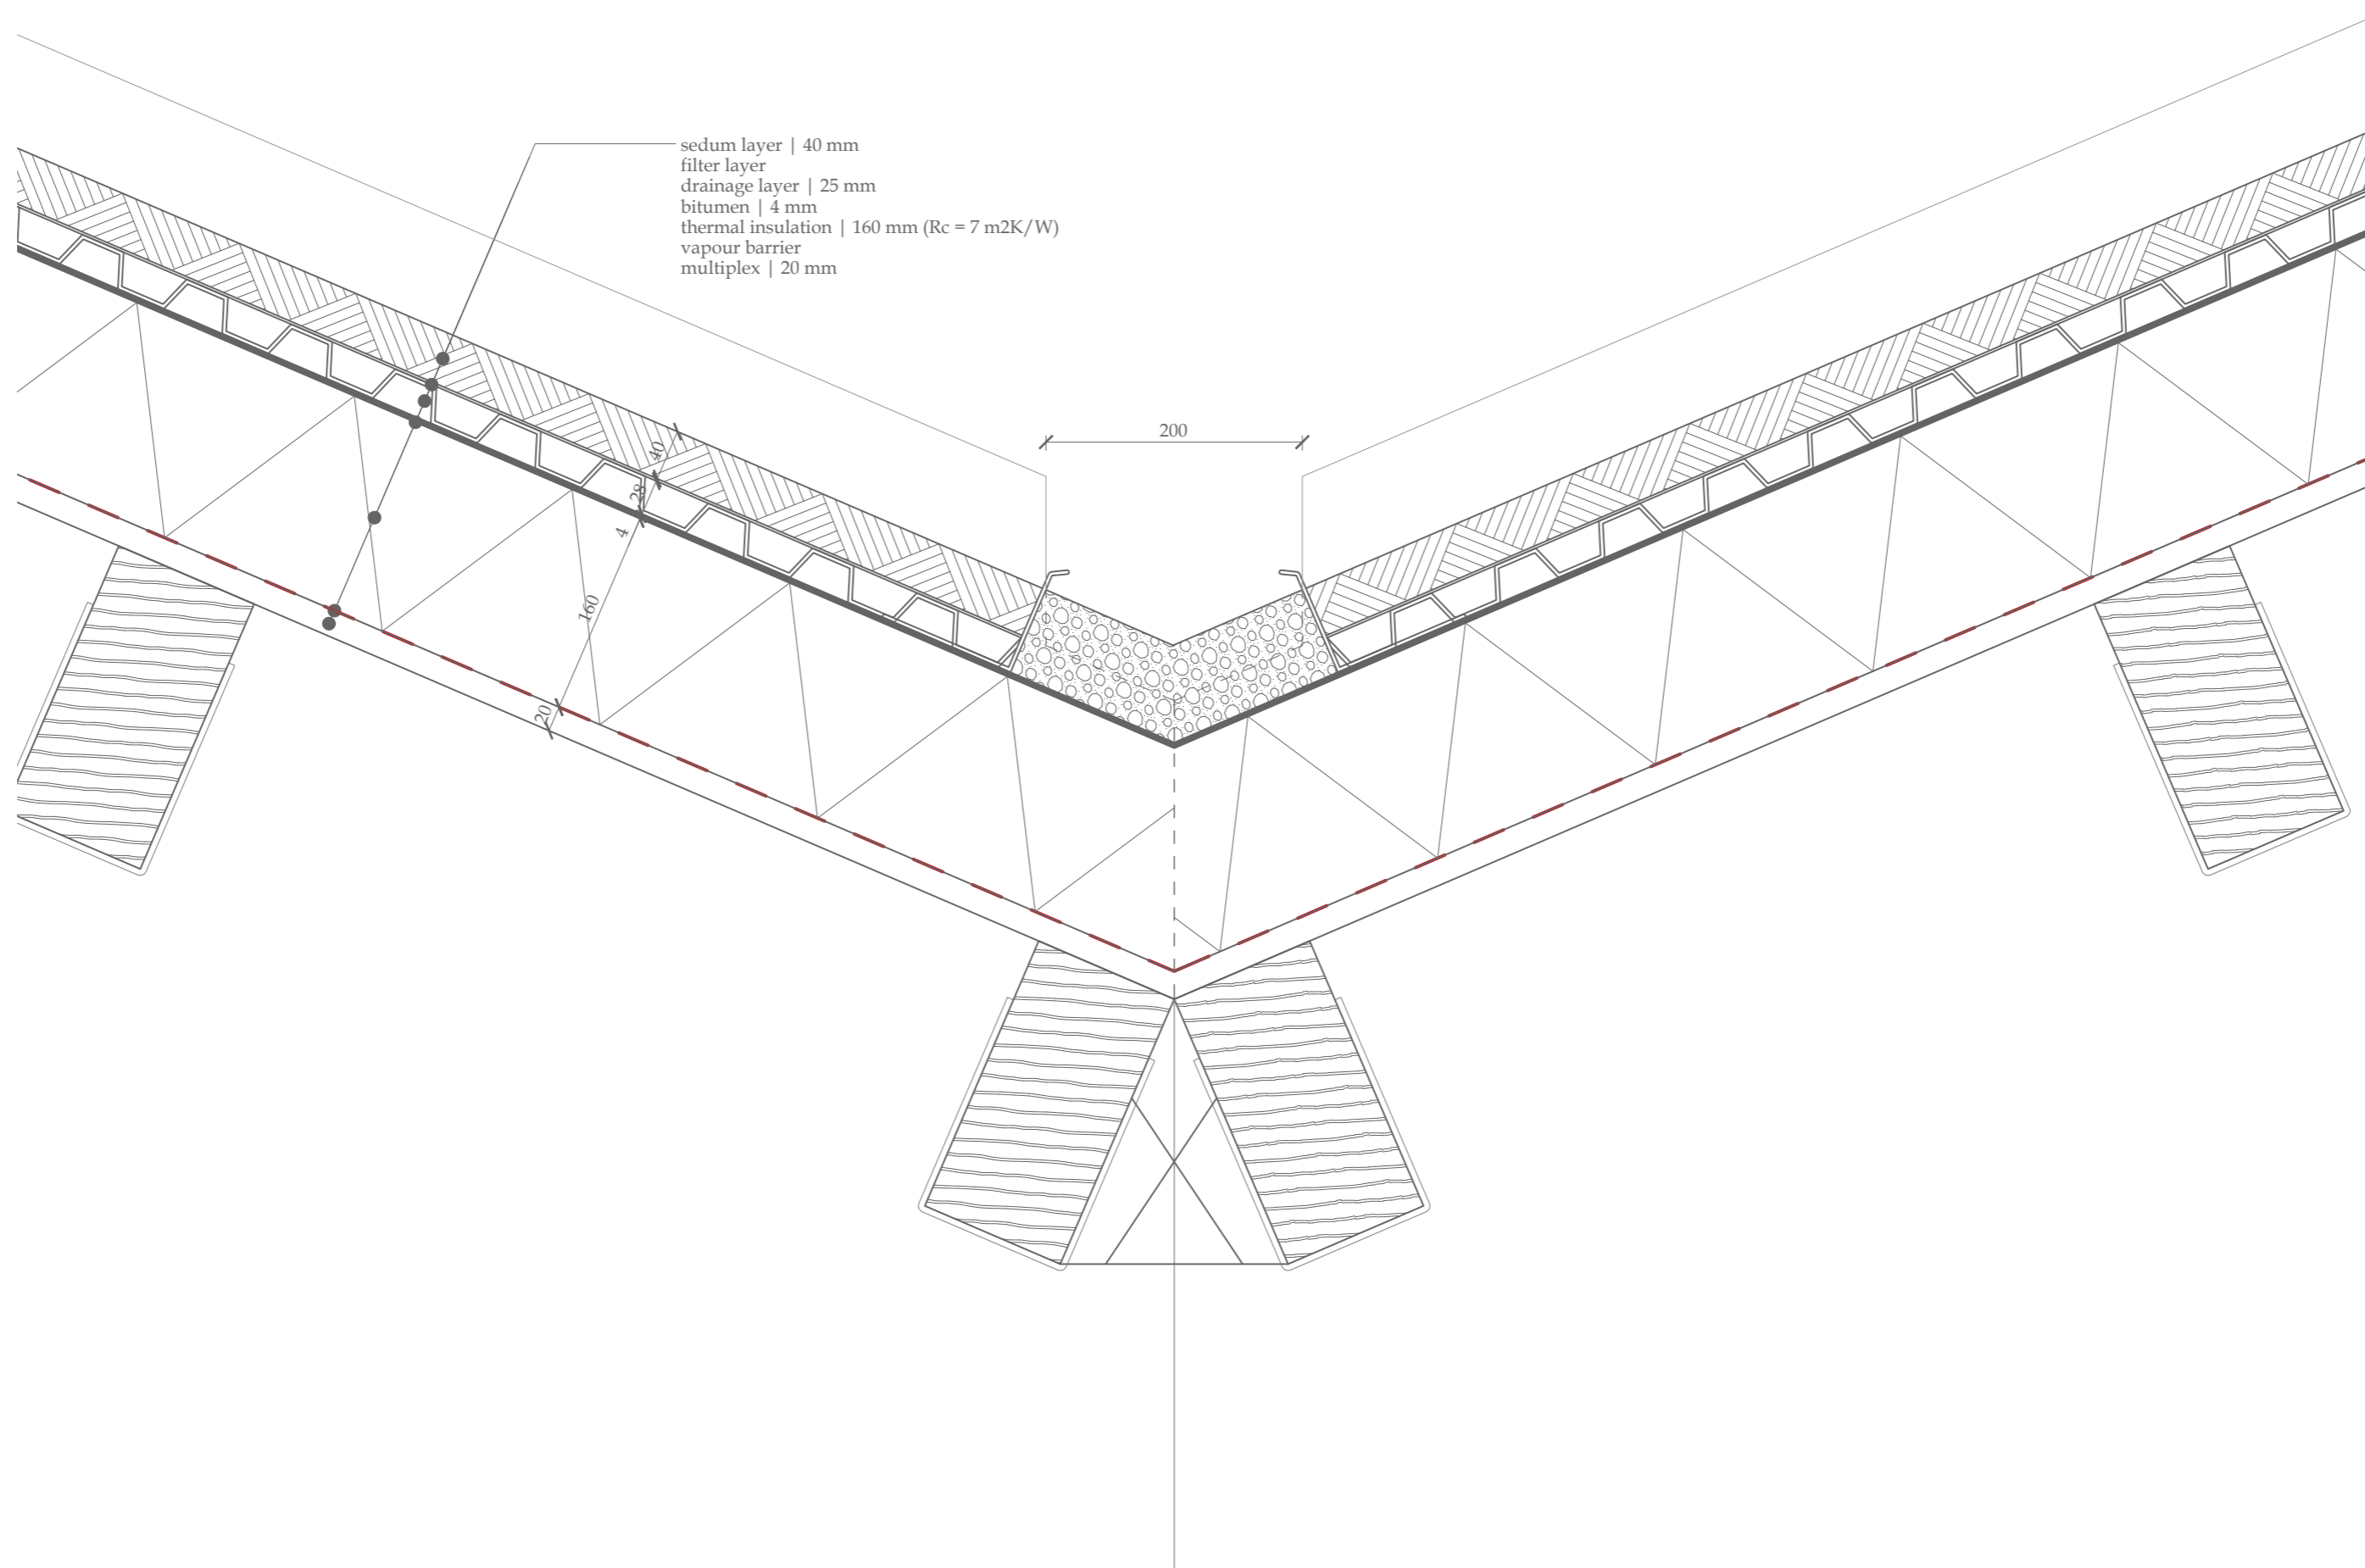 sedum layer | 40 mm
filter layer
drainage layer | 25 mm
bitumen | 4 mm
thermal insulation | 160 mm (Rc = 7 m2K/W)
vapour barrier
multiplex | 20 mm
200
40
28
4
160
20